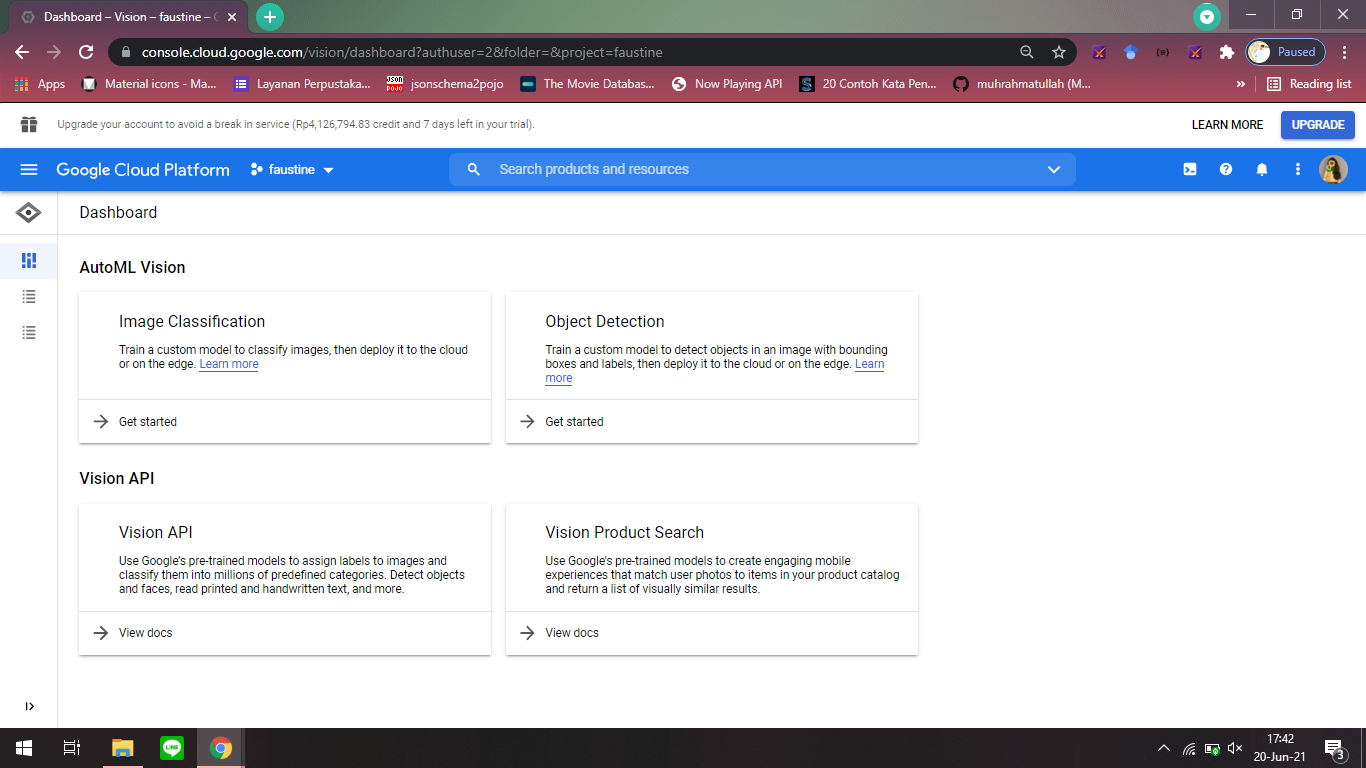 Dashboard – Vision – faustine –
console.cloud.google.com/vision/dashboard?authuser=2&folder=&project=faustine
Paused
Apps
Material icons - Ma...
Layanan Perpustaka...
JSON POJO
jsonschema2pojo
The Movie Databas...
Now Playing API
20 Contoh Kata Pen...
muhrahmatullah (M...
»
Reading list
Upgrade your account to avoid a break in service (Rp4,126,794.83 credit and 7 days left in your trial).
LEARN MORE
UPGRADE
Google Cloud Platform
faustine
Search products and resources
Dashboard
AutoML Vision
Image Classification
Train a custom model to classify images, then deploy it to the cloud
or on the edge. Learn more
Get started
Object Detection
Train a custom model to detect objects in an image with bounding
boxes and labels, then deploy it to the cloud or on the edge. Learn
more
Get started
Vision API
Vision API
Use Google's pre-trained models to assign labels to images and
classify them into millions of predefined categories. Detect objects
and faces, read printed and handwritten text, and more.
View docs
Vision Product Search
Use Google's pre-trained models to create engaging mobile
experiences that match user photos to items in your product catalog
and return a list of visually similar results.
View docs
LINE
17:42
20-Jun-21
3